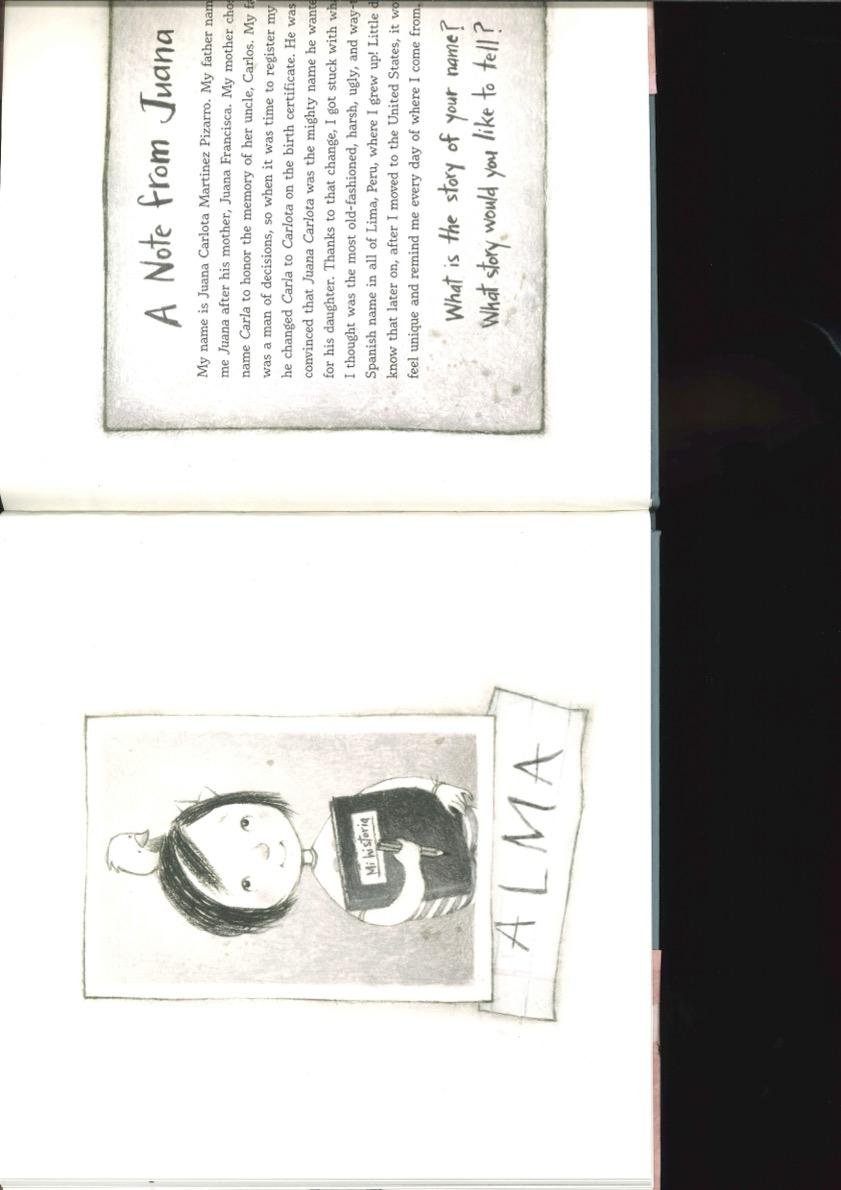 ALMA
Mi historia
A Note from Juana
My name is Juana Carlota Martinez Pizarro. My father nam
me Juana after his mother, Juana Francisca. My mother cho
name Carla to honor the memory of her uncle, Carlos. My fa
was a man of decisions, so when it was time to register my
he changed Carla to Carlota on the birth certificate. He was
convinced that Juana Carlota was the mighty name he wante
for his daughter. Thanks to that change, I got stuck with wh
I thought was the most old-fashioned, harsh, ugly, and way-
Spanish name in all of Lima, Peru, where I grew up! Little d
know that later on, after I moved to the United States, it wo
feel unique and remind me every day of where I come from.
What is the story of your name?
What story would you like to tell?